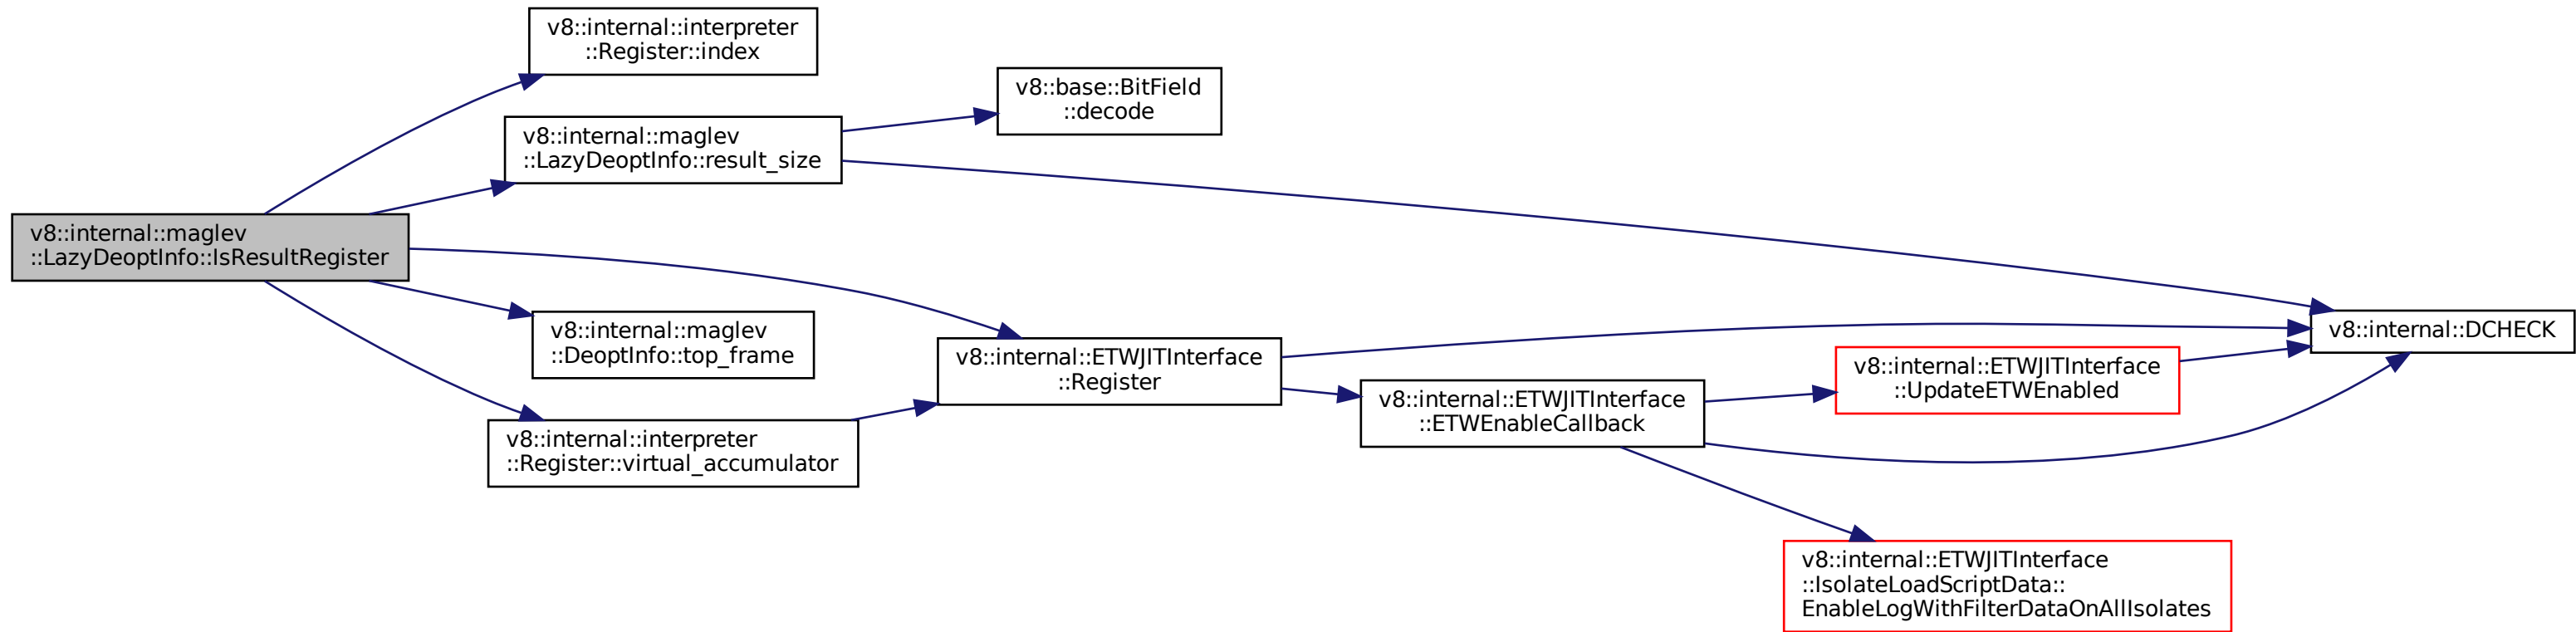 v8::internal::interpreter
::Register::index
v8::base::BitField
::decode
v8::internal::maglev
::LazyDeoptInfo::result_size
v8::internal::maglev
::LazyDeoptInfo::IsResultRegister
v8::internal::maglev
::DeoptInfo::top_frame
v8::internal::ETWJITInterface
::Register
v8::internal::DCHECK
v8::internal::ETWJITInterface
::UpdateETWEnabled
v8::internal::ETWJITInterface
::ETWEnableCallback
v8::internal::interpreter
::Register::virtual_accumulator
v8::internal::ETWJITInterface
::IsolateLoadScriptData::
EnableLogWithFilterDataOnAllIsolates